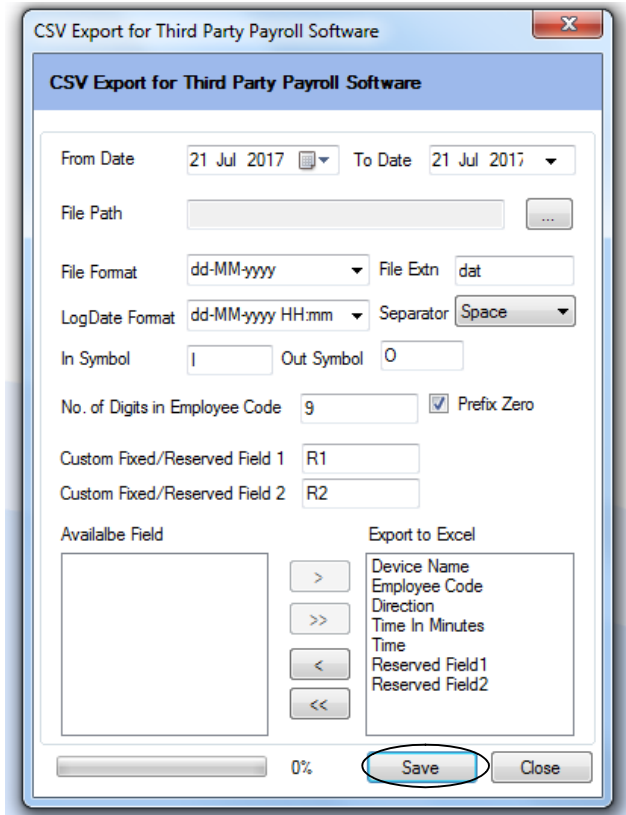 CSV Export for Third Party Payroll Software
X
CSV Export for Third Party Payroll Software
From Date 21 Jul 2017 To Date 21 Jul 2017
File Path ...
File Format dd-MM-yyyy File Extn dat
LogDate Format dd-MM-yyyy HH:mm Separator Space
In Symbol I Out Symbol O
No. of Digits in Employee Code 9 Prefix Zero
Custom Fixed/Reserved Field 1 R1
Custom Fixed/Reserved Field 2 R2
Availalbe Field Export to Excel
Device Name
> Employee Code
Direction
>> Time In Minutes
Time
< Reserved Field1
Reserved Field2
<<
0% Save Close